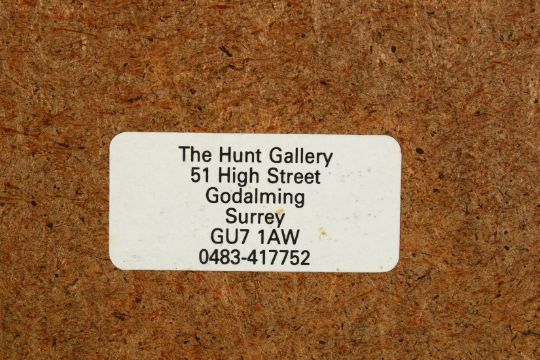 The Hunt Gallery
51 High Street
Godalming
Surrey
GU7 1AW
0483-417752